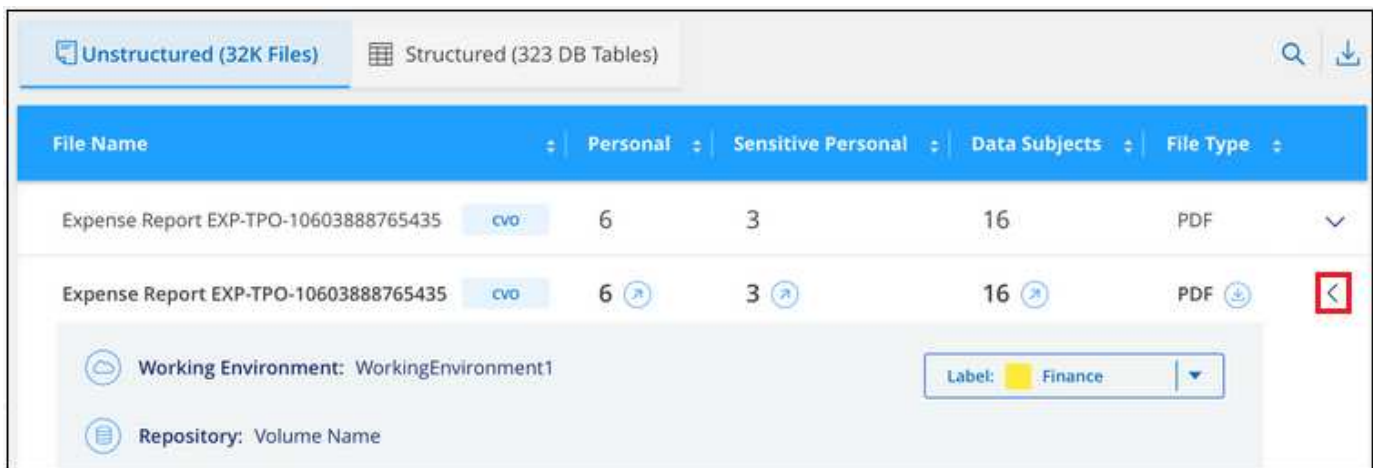 Unstructured (32K Files) Structured (323 DB Tables)
File Name Personal Sensitive Personal Data Subjects File Type
Expense Report EXP-TPO-10603888765435 CVO 6 3 16 PDF
Expense Report EXP-TPO-10603888765435 CVO 6 3 16 PDF
Working Environment: WorkingEnvironment1 Label: Finance
Repository: Volume Name